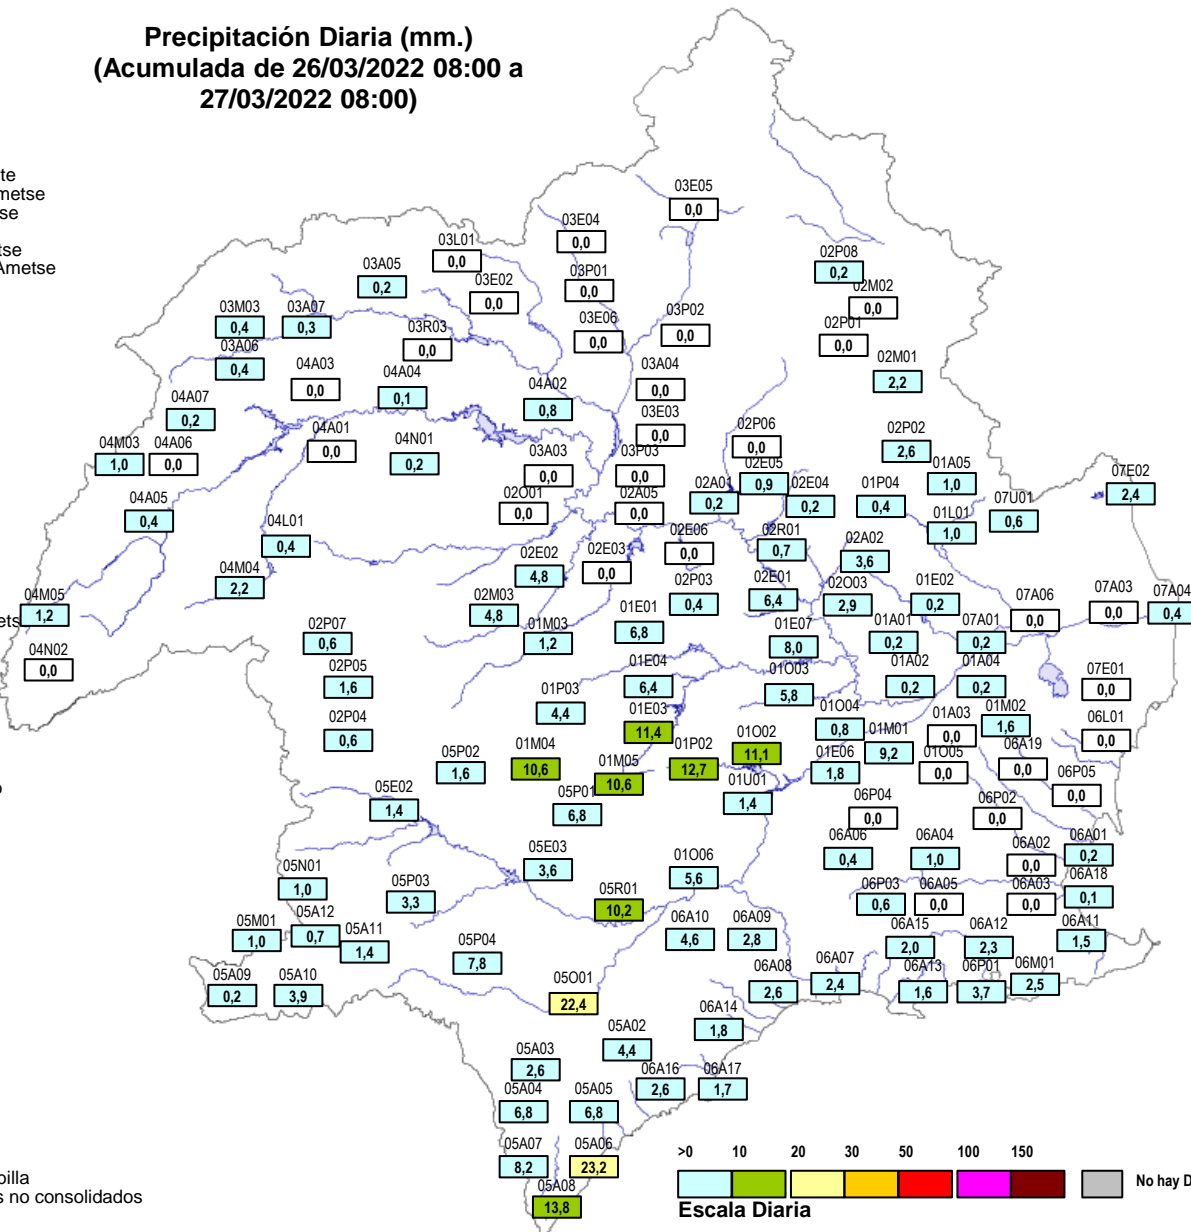 Precipitación Diaria (mm.)
(Acumulada de 26/03/2022 08:00 a
27/03/2022 08:00)
te
metse
se
tse
Ametse
03E05
0,0
03E04
0,0
03L01
0,0
03A05
0,2
03E02
0,0
03P01
0,0
02P08
0,2
02M02
0,0
03M03
0,4
03A07
0,3
03R03
0,0
03E06
0,0
03P02
0,0
02P01
0,0
03A06
0,4
04A03
0,0
04A04
0,1
04A02
0,8
03A04
0,0
02M01
2,2
04A07
0,2
03E03
0,0
04M03
1,0
04A06
0,0
04A01
0,0
04N01
0,2
03A03
0,0
03P03
0,0
02P06
0,0
02P02
2,6
02E05
0,9
01A05
1,0
07E02
2,4
04A05
0,4
02O01
0,0
02A05
0,0
02A01
0,2
02E04
0,2
01P04
0,4
07U01
0,6
04L01
0,4
01L01
1,0
02E06
0,0
02R01
0,7
02A02
3,6
02E02
4,8
02E03
0,0
04M04
2,2
04M05
1,2
ets
02M03
4,8
02P03
0,4
02E01
6,4
02O03
2,9
01E02
0,2
07A06
0,0
07A03
0,0
07A04
0,4
02P07
0,6
01M03
1,2
01E01
6,8
01E07
8,0
01A01
0,2
07A01
0,2
04N02
0,0
02P05
1,6
01E04
6,4
01O03
5,8
01A02
0,2
01A04
0,2
07E01
0,0
01P03
4,4
01E03
11,4
01O04
0,8
01M02
1,6
02P04
0,6
01O02
11,1
01M01
9,2
01A03
0,0
06L01
0,0
05P02
1,6
01M04
10,6
01M05
10,6
01P02
12,7
01E06
1,8
01O05
0,0
06A19
0,0
06P05
0,0
05E02
1,4
05P01
6,8
01U01
1,4
06P04
0,0
06P02
0,0
05E03
3,6
01O06
5,6
06A06
0,4
06A04
1,0
06A02
0,0
06A01
0,2
05N01
1,0
05P03
3,3
05R01
10,2
06P03
0,6
06A05
0,0
06A03
0,0
06A18
0,1
05M01
1,0
05A12
0,7
05A11
1,4
06A10
4,6
06A09
2,8
06A15
2,0
06A12
2,3
06A11
1,5
05P04
7,8
05A09
0,2
05A10
3,9
05O01
22,4
06A08
2,6
06A07
2,4
06A13
1,6
06P01
3,7
06M01
2,5
06A14
1,8
05A02
4,4
05A03
2,6
06A16
2,6
06A17
1,7
05A04
6,8
05A05
6,8
05A07
8,2
05A06
23,2
05A08
13,8
>0 10 20 30 50 100 150
No hay D
Escala Diaria
oilla
s no consolidados